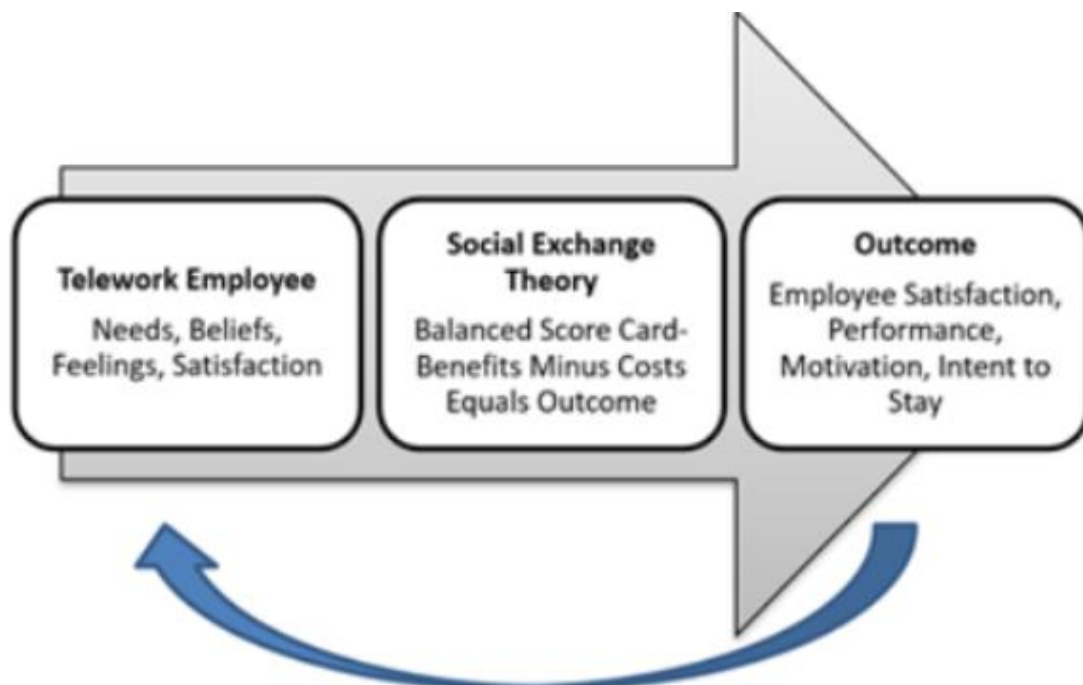 Telework Employee
Needs, Beliefs,
Feelings, Satisfaction
Social Exchange
Theory
Balanced Score Card-
Benefits Minus Costs
Equals Outcome
Outcome
Employee Satisfaction,
Performance,
Motivation, Intent to
Stay